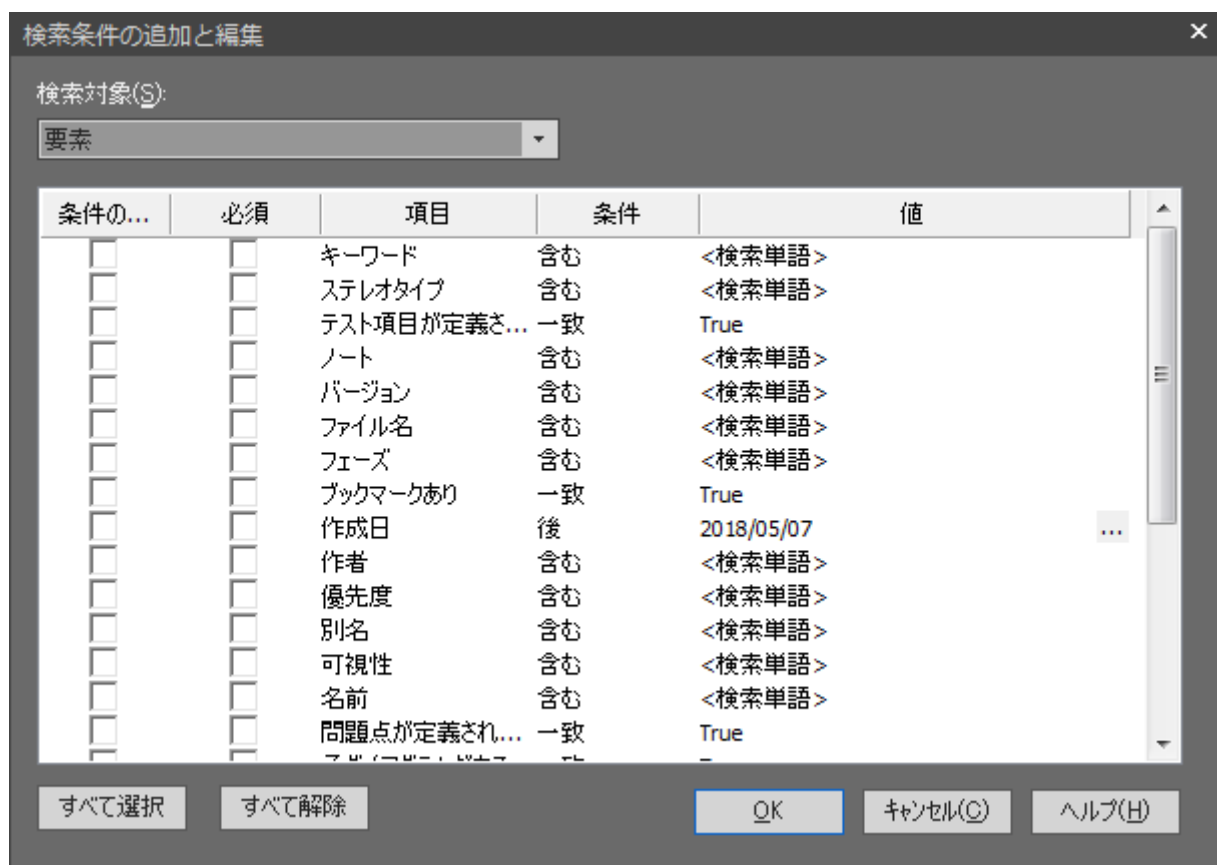 検索条件の追加と編集
検索対象(S):
要素
条件の... 必須 項目 条件 値
キーワード 含む <検索単語>
ステレオタイプ 含む <検索単語>
テスト項目が定義さ... 一致 True
ノート 含む <検索単語>
バージョン 含む <検索単語>
ファイル名 含む <検索単語>
フェーズ 含む <検索単語>
ブックマークあり 一致 True
作成日 後 2018/05/07 ...
作者 含む <検索単語>
優先度 含む <検索単語>
別名 含む <検索単語>
可視性 含む <検索単語>
名前 含む <検索単語>
問題点が定義され... 一致 True
すべて選択 すべて解除 OK キャンセル(C) ヘルプ(H)